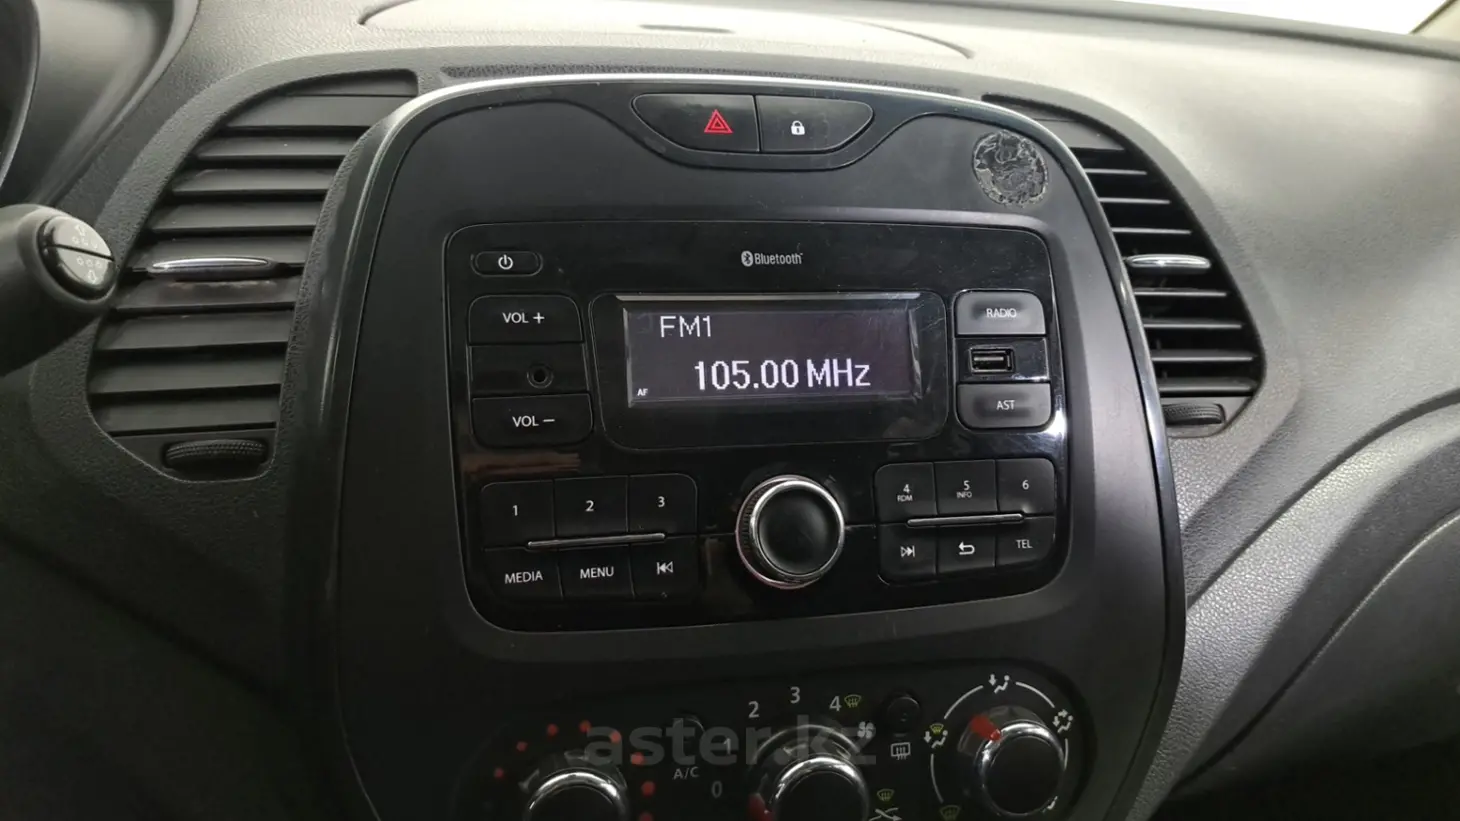 Bluetooth
VOL +
FM1
RADIO
105.00 MHz
AF
AST
VOL −
1
2
3
4
RDM
5
INFO
6
MEDIA
MENU
TEL
0
1
2
3
4
A/C
aster.kz